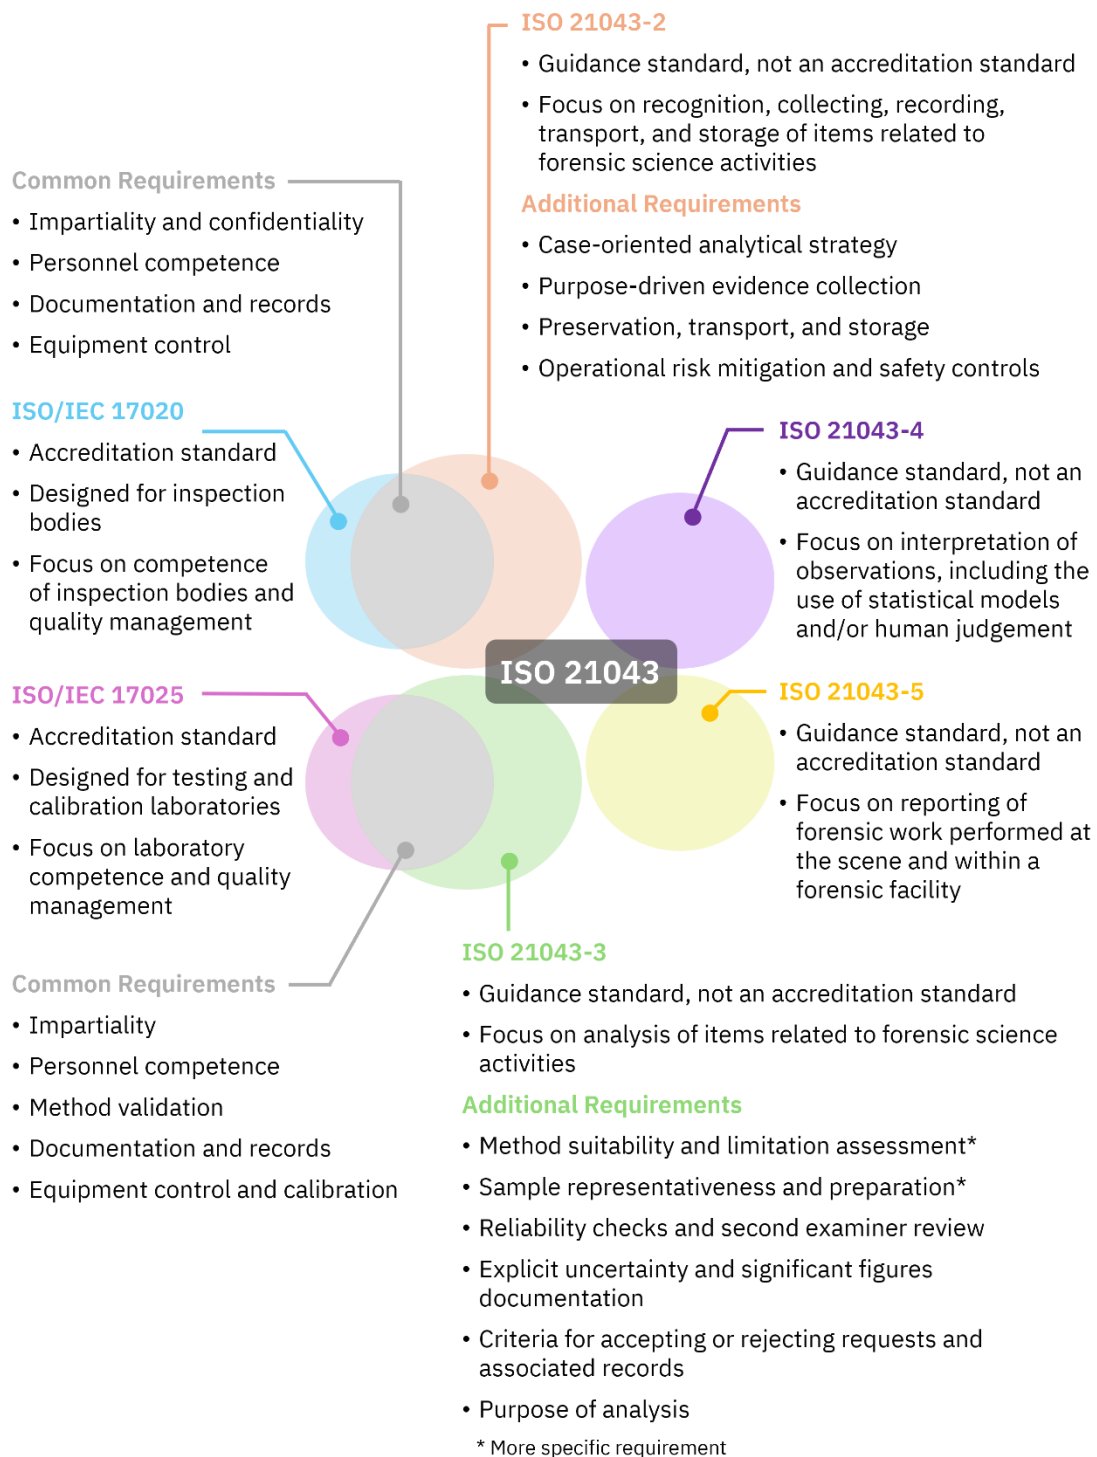 ISO 21043-2
• Guidance standard, not an accreditation standard
• Focus on recognition, collecting, recording,
transport, and storage of items related to
forensic science activities
Additional Requirements
• Case-oriented analytical strategy
• Purpose-driven evidence collection
• Preservation, transport, and storage
• Operational risk mitigation and safety controls
Common Requirements
• Impartiality and confidentiality
• Personnel competence
• Documentation and records
• Equipment control
ISO/IEC 17020
• Accreditation standard
• Designed for inspection
bodies
• Focus on competence
of inspection bodies and
quality management
ISO 21043-4
• Guidance standard, not an
accreditation standard
• Focus on interpretation of
observations, including the
use of statistical models
and/or human judgement
ISO 21043
ISO/IEC 17025
• Accreditation standard
• Designed for testing and
calibration laboratories
• Focus on laboratory
competence and quality
management
ISO 21043-5
• Guidance standard, not an
accreditation standard
• Focus on reporting of
forensic work performed at
the scene and within a
forensic facility
Common Requirements
• Impartiality
• Personnel competence
• Method validation
• Documentation and records
• Equipment control and calibration
ISO 21043-3
• Guidance standard, not an accreditation standard
• Focus on analysis of items related to forensic science
activities
Additional Requirements
• Method suitability and limitation assessment*
• Sample representativeness and preparation*
• Reliability checks and second examiner review
• Explicit uncertainty and significant figures
documentation
• Criteria for accepting or rejecting requests and
associated records
• Purpose of analysis
* More specific requirement